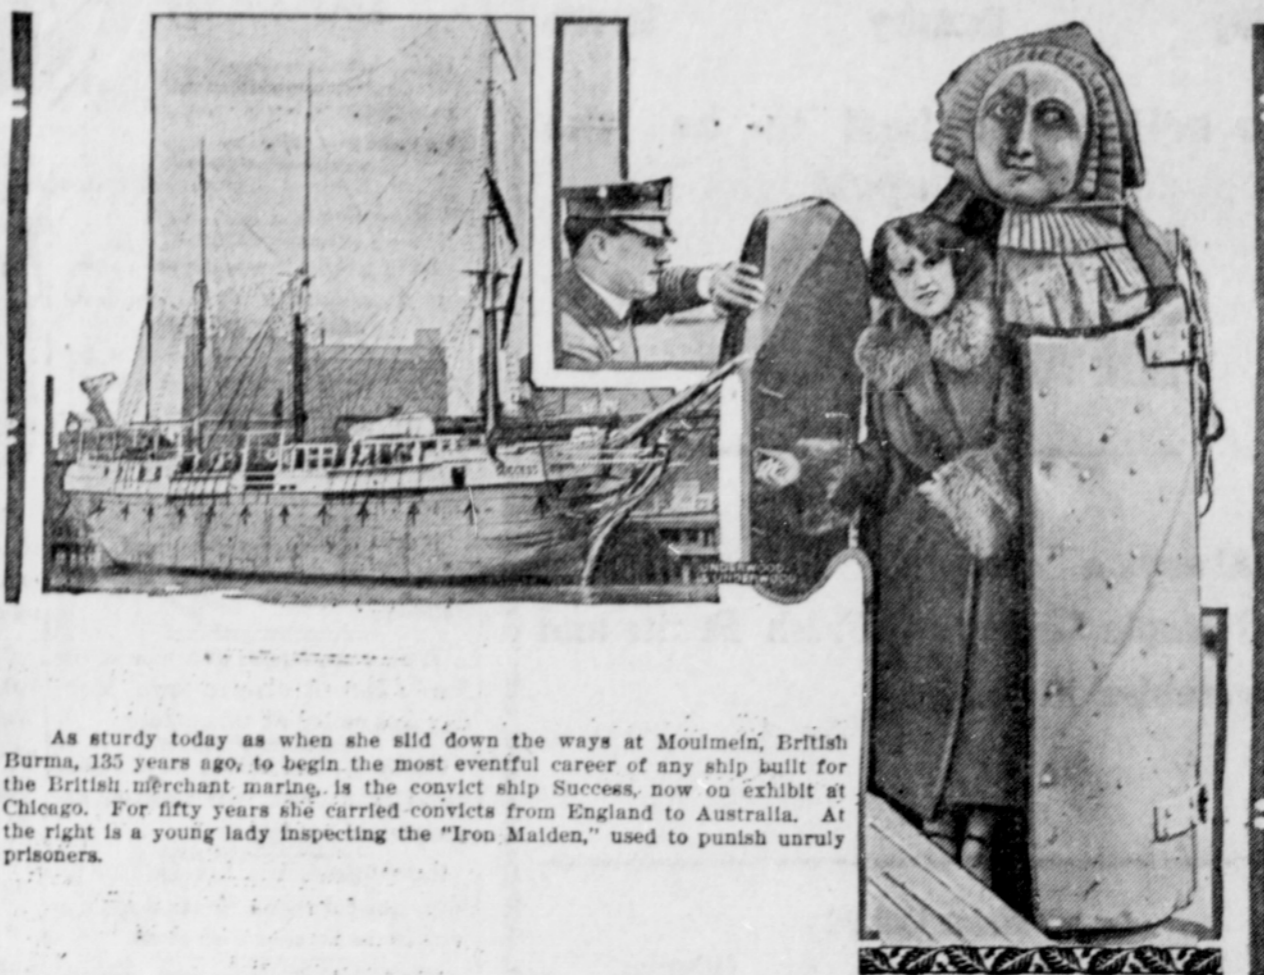 SUCCESS
UNDERWOOD
& UNDERWOOD
As sturdy today as when she slid down the ways at Moulmein, British
Burma, 135 years ago, to begin the most eventful career of any ship built for
the British merchant marine, is the convict ship Success, now on exhibit at
Chicago. For fifty years she carried convicts from England to Australia. At
the right is a young lady inspecting the "Iron Maiden," used to punish unruly
prisoners.